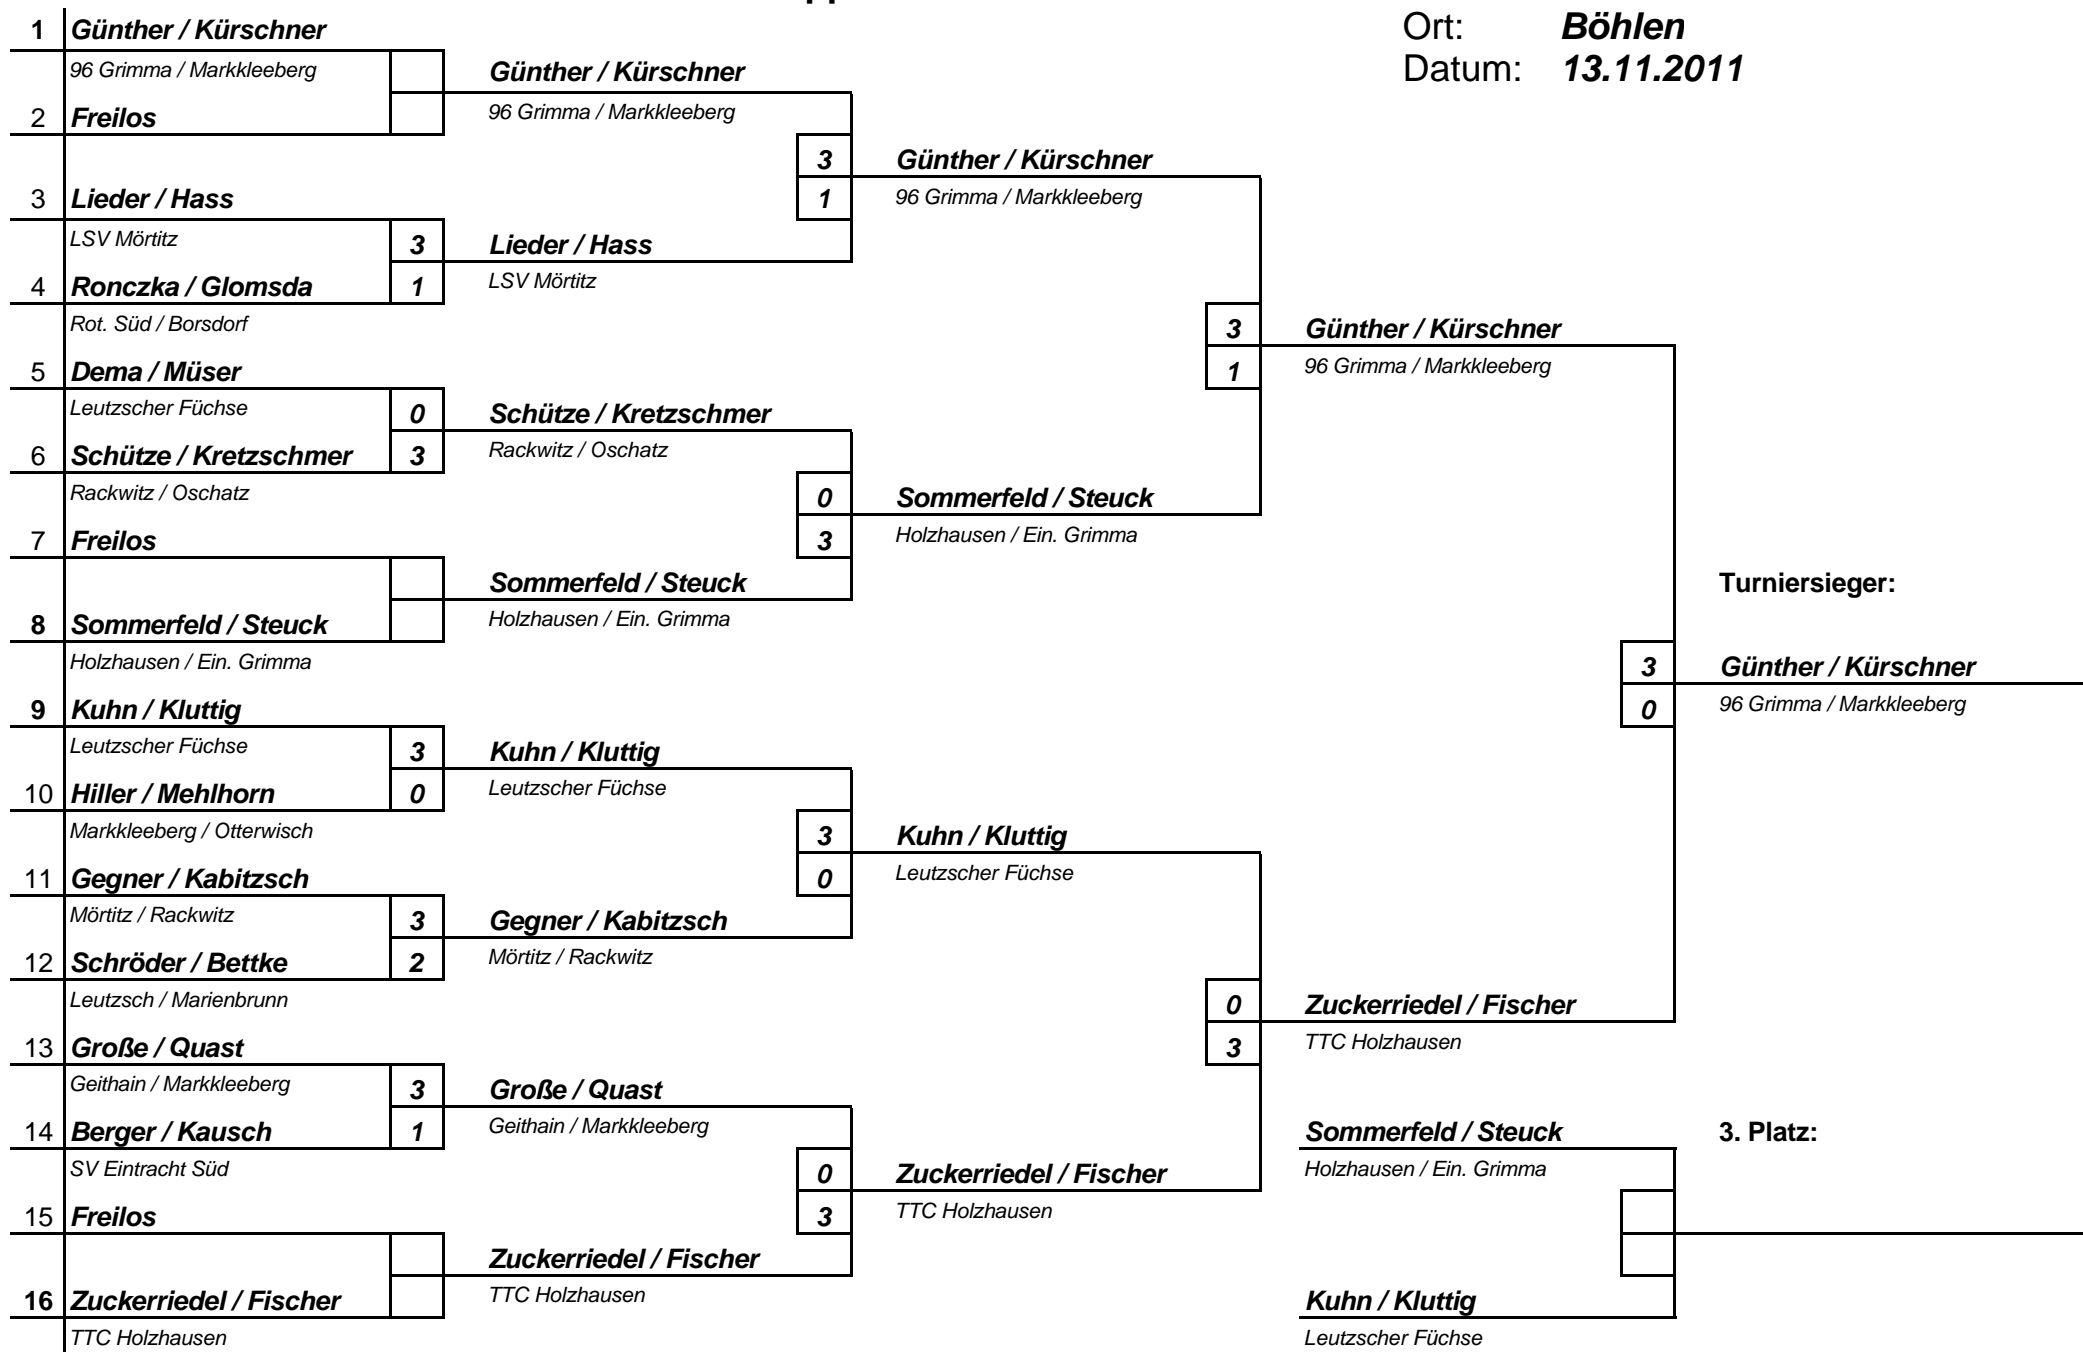 Ort: Böhlen
Datum: 13.11.2011
1 Günther / Kürschner
96 Grimma / Markkleeberg
2 Freilos
3 Lieder / Hass
LSV Mörtitz
3
4 Ronczka / Glomsda
1
Rot. Süd / Borsdorf
5 Dema / Müser
Leutzscher Füchse
0
6 Schütze / Kretzschmer
3
Rackwitz / Oschatz
7 Freilos
8 Sommerfeld / Steuck
Holzhausen / Ein. Grimma
9 Kuhn / Kluttig
Leutzscher Füchse
3
10 Hiller / Mehlhorn
0
Markkleeberg / Otterwisch
11 Gegner / Kabitzsch
Mörtitz / Rackwitz
3
12 Schröder / Bettke
2
Leutzsch / Marienbrunn
13 Große / Quast
Geithain / Markkleeberg
3
14 Berger / Kausch
1
SV Eintracht Süd
15 Freilos
16 Zuckerriedel / Fischer
TTC Holzhausen
Günther / Kürschner
96 Grimma / Markkleeberg
3
1
Lieder / Hass
LSV Mörtitz
Schütze / Kretzschmer
Rackwitz / Oschatz
0
3
Sommerfeld / Steuck
Holzhausen / Ein. Grimma
Kuhn / Kluttig
Leutzscher Füchse
3
0
Gegner / Kabitzsch
Mörtitz / Rackwitz
Große / Quast
Geithain / Markkleeberg
0
3
Zuckerriedel / Fischer
TTC Holzhausen
Günther / Kürschner
96 Grimma / Markkleeberg
3
1
Sommerfeld / Steuck
Holzhausen / Ein. Grimma
Kuhn / Kluttig
Leutzscher Füchse
0
3
Zuckerriedel / Fischer
TTC Holzhausen
Günther / Kürschner
96 Grimma / Markkleeberg
3
0
Zuckerriedel / Fischer
TTC Holzhausen
Turniersieger:
Günther / Kürschner
96 Grimma / Markkleeberg
Sommerfeld / Steuck
Holzhausen / Ein. Grimma
3. Platz:
Kuhn / Kluttig
Leutzscher Füchse